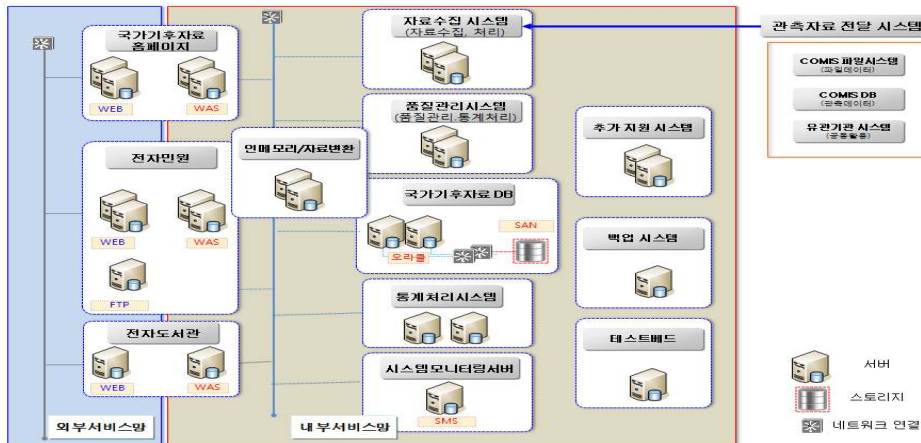 국가기후자료
홈페이지
WEB
WAS
전자민원
WEB
WAS
FTP
전자도서관
WEB
WAS
외부서비스망
자료수집 시스템
(자료수집, 처리)
품질관리시스템
(품질관리.통계처리)
인메모리/자료변환
국가기후자료 DB
SAN
오라클
통계처리시스템
시스템모니터링서버
SMS
내부서비스망
추가 지원 시스템
백업 시스템
테스트베드
관측자료 전달 시스템
COMIS 파일시스템
(파일데이터)
COMIS DB
(관측데이터)
유관기관 시스템
(공동활용)
서버
스토리지
네트워크 연결